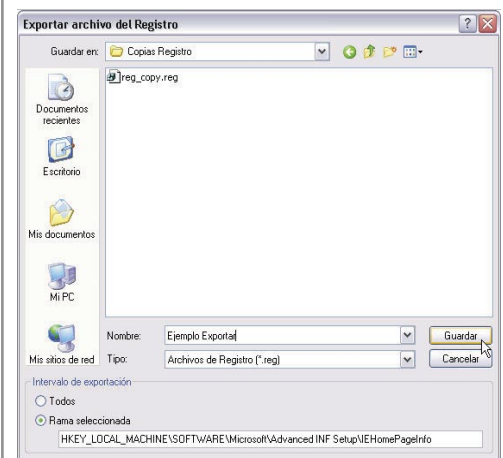 Exportar archivo del Registro
Guardar en: Copias Registro
reg_copy.reg
Documentos
recientes
Escritorio
Mis documentos
Mi PC
Mis sitios de red
Nombre: Ejemplo Exportar Guardar
Tipo: Archivos de Registro (*.reg) Cancelar
Intervalo de exportación
Todos
Rama seleccionada
HKEY_LOCAL_MACHINE\SOFTWARE\Microsoft\Advanced INF Setup\IEHomePageInfo